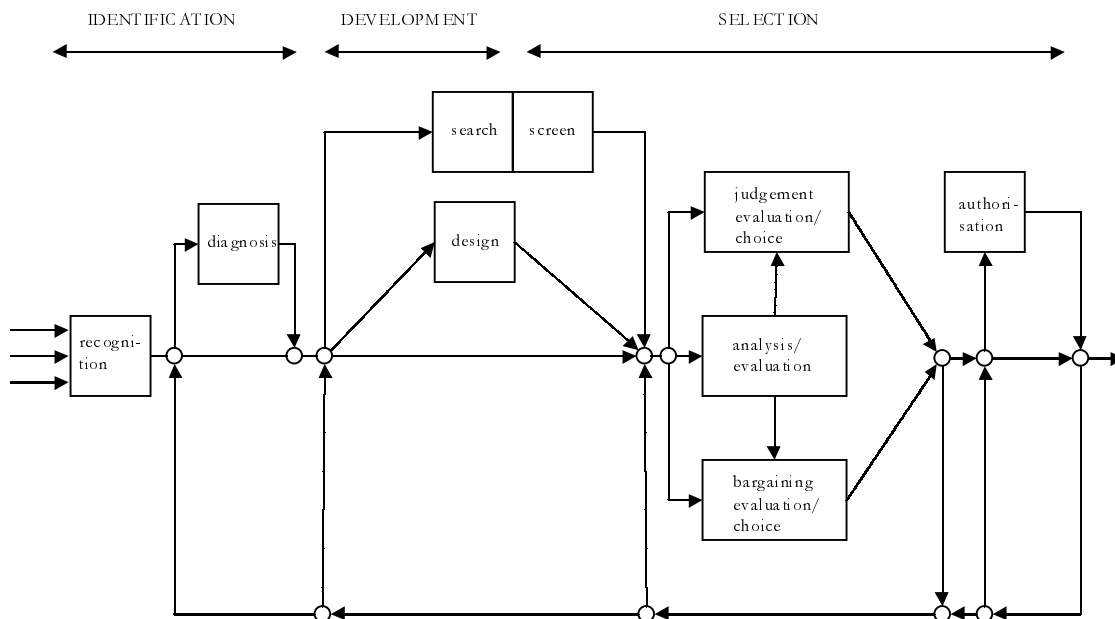 IDENTIFICATION
DEVELOPMENT
SELECTION
search
screen
judgement
evaluation/
choice
authori-
sation
diagnosis
design
recogni-
tion
analysis/
evaluation
bargaining
evaluation/
choice